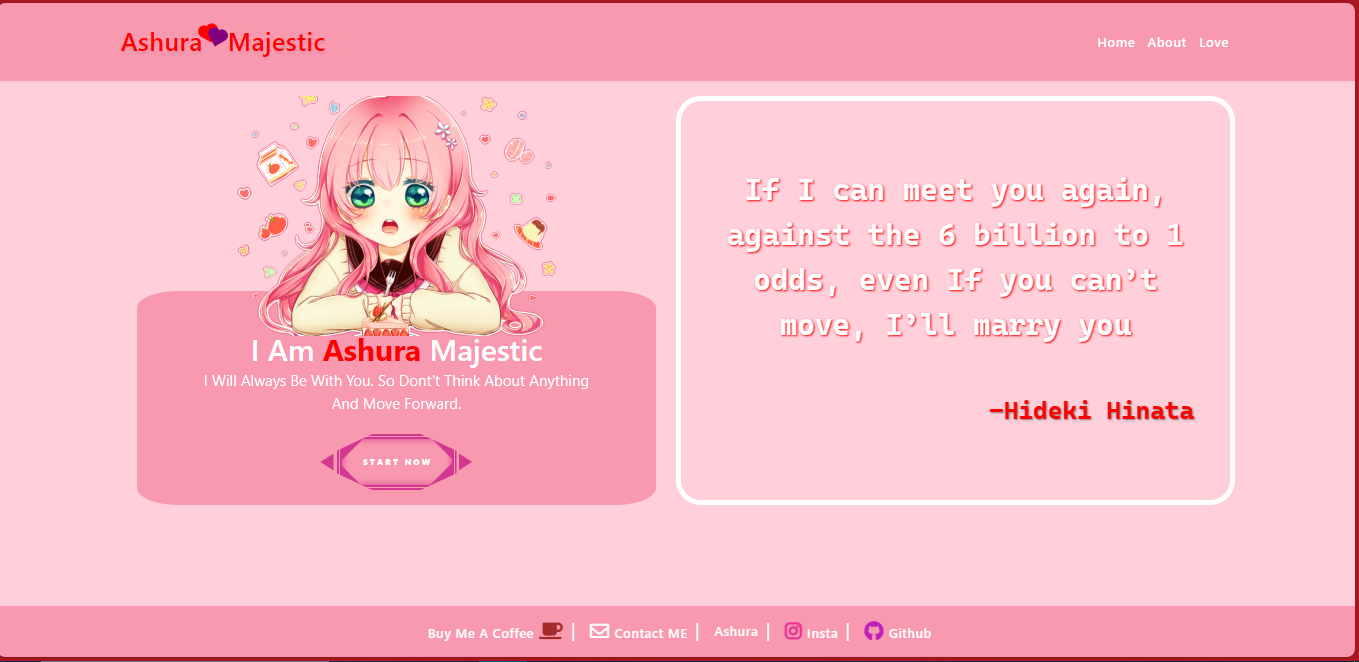 Ashura Majestic
Home About Love
I Am Ashura Majestic
I Will Always Be With You. So Dont't Think About Anything
And Move Forward.
START NOW
If I can meet you again,
against the 6 billion to 1
odds, even If you can’t
move, I’ll marry you
—Hideki Hinata
Buy Me A Coffee | Contact ME | Ashura | Insta | Github